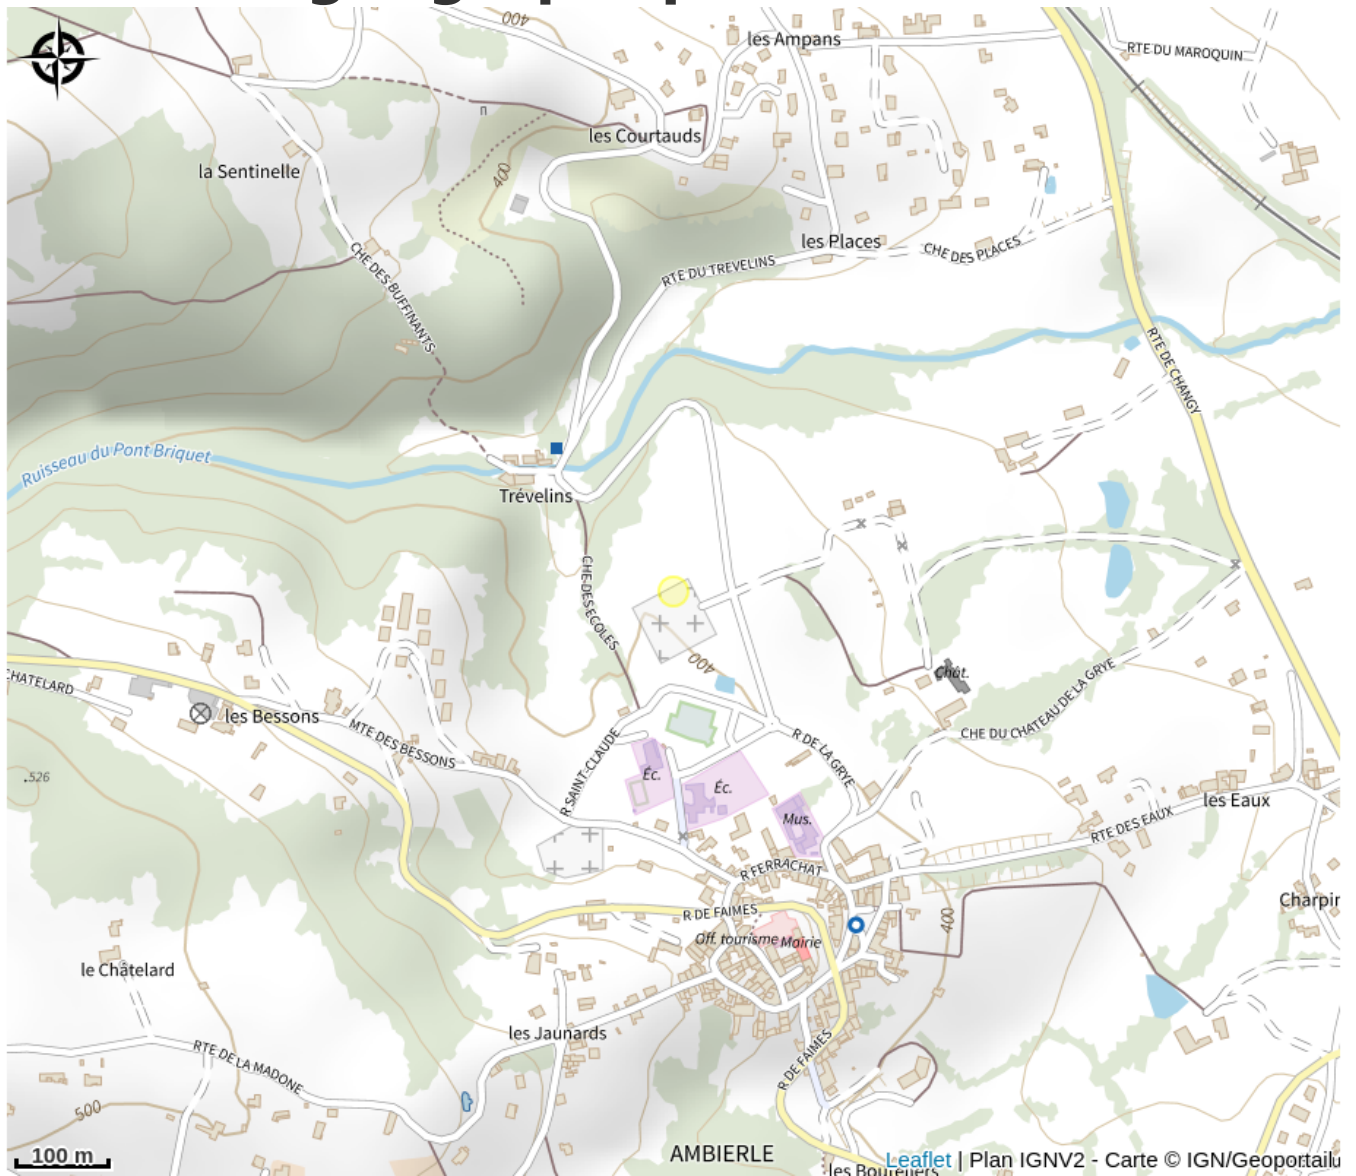 400
les Ampans
RTE DU MAROQUIN
les Courtauds
la Sentinelle
400
les Places
CHE DES PLACES
RTE DU TREVELINS
CHE DES BUFFINANTS
RTE DE CHANGY
Ruisseau du Pont Briquet
Trévelins
CHE DES ECOLES
400
Chât.
CHATELARD
les Bessons
MTE DES BESSONS
R SAINT-CLAUDE
R DE LA GRYE
CHE DU CHATEAU DE LA GRYE
.526
Éc.
Éc.
Mus.
les Eaux
RTE DES EAUX
R FERRACHAT
Charpin
R DE FAIMES
400
Off. tourisme
Mairie
le Châtelard
les Jaunards
RTE DE LA MADONE
R DE FAIMES
500
AMBIERLE
100 m
les Bouteliers
Leaflet | Plan IGNV2 - Carte © IGN/Geoportail